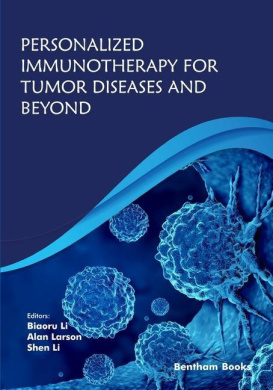 PERSONALIZED
IMMUNOTHERAPY FOR
TUMOR DISEASES AND
BEYOND
Editors:
Biaoru Li
Alan Larson
Shen Li
Bentham Books